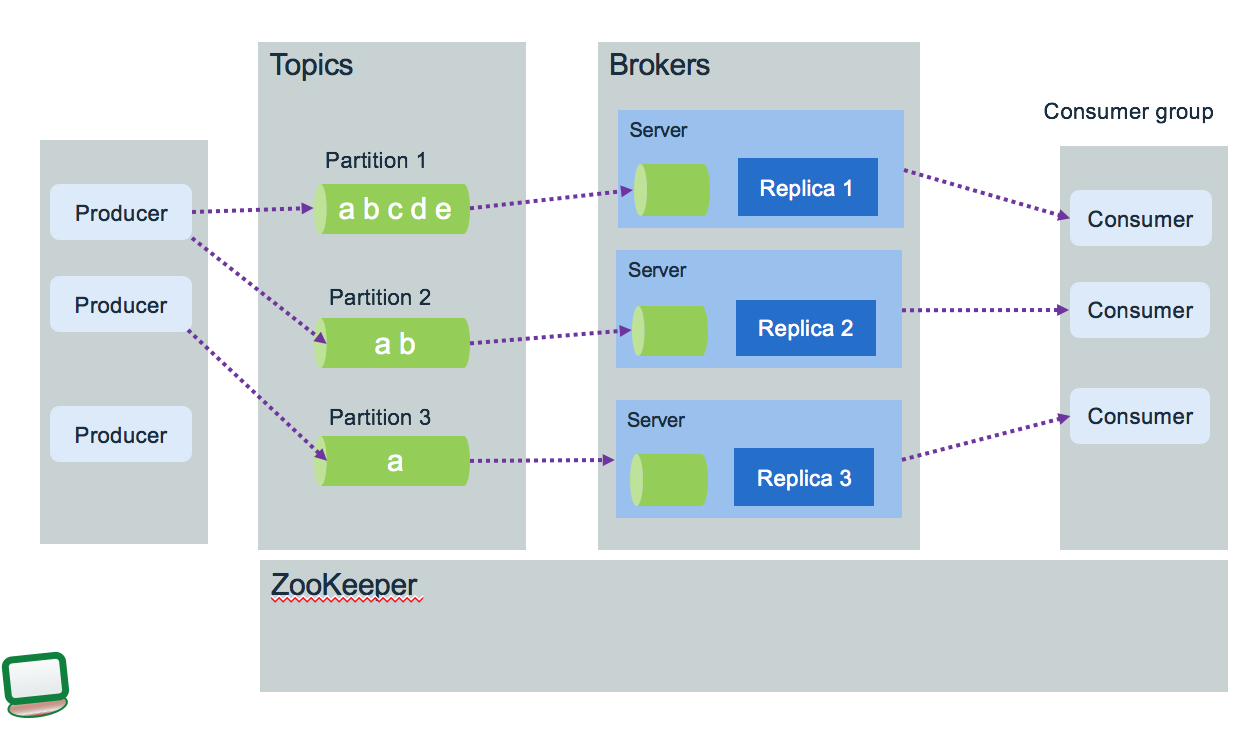 Topics
Brokers
Consumer group
Producer
Producer
Producer
Partition 1
a b c d e
Partition 2
a b
Partition 3
a
Server
Replica 1
Server
Replica 2
Server
Replica 3
Consumer
Consumer
Consumer
ZooKeeper